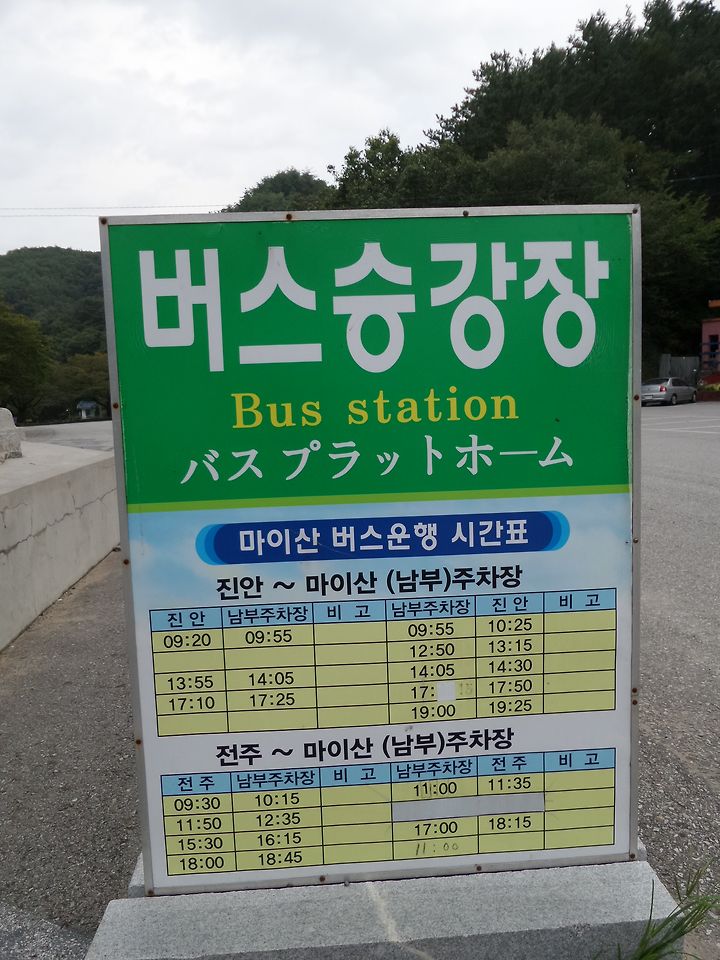 버스승강장
Bus station
バス プラットホーム
마이산 버스운행 시간표
진안 ~ 마이산 (남부)주차장
진 안 남부주차장 비 고 남부주차장 진 안 비 고
09:20 09:55 09:55 10:25
12:50 13:15
13:55 14:05 14:05 14:30
17:10 17:25 17: 17:50
19:00 19:25
전주 ~ 마이산 (남부)주차장
전 주 남부주차장 비 고 남부주차장 전 주 비 고
09:30 10:15 11:00 11:35
11:50 12:35
15:30 16:15 17:00 18:15
18:00 18:45 11:00